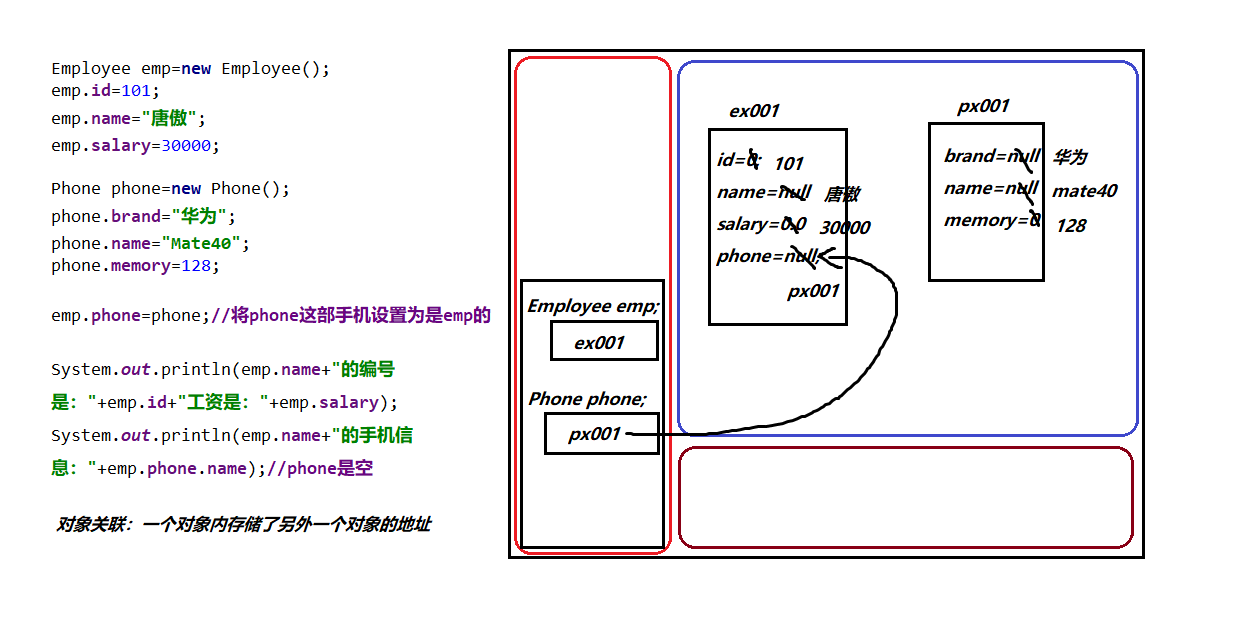 Employee emp=new Employee();
emp.id=101;
emp.name="唐傲";
emp.salary=30000;
Phone phone=new Phone();
phone.brand="华为";
phone.name="Mate40";
phone.memory=128;
emp.phone=phone;//将phone这部手机设置为是emp的
System.out.println(emp.name+"的编号
是："+emp.id+"工资是："+emp.salary);
System.out.println(emp.name+"的手机信
息："+emp.phone.name);//phone是空
对象关联：一个对象内存储了另外一个对象的地址
Employee emp;
ex001
Phone phone;
px001
ex001
id=0; 101
name=null 唐傲
salary=0.0 30000
phone=null;
px001
px001
brand=null 华为
name=null mate40
memory=0 128